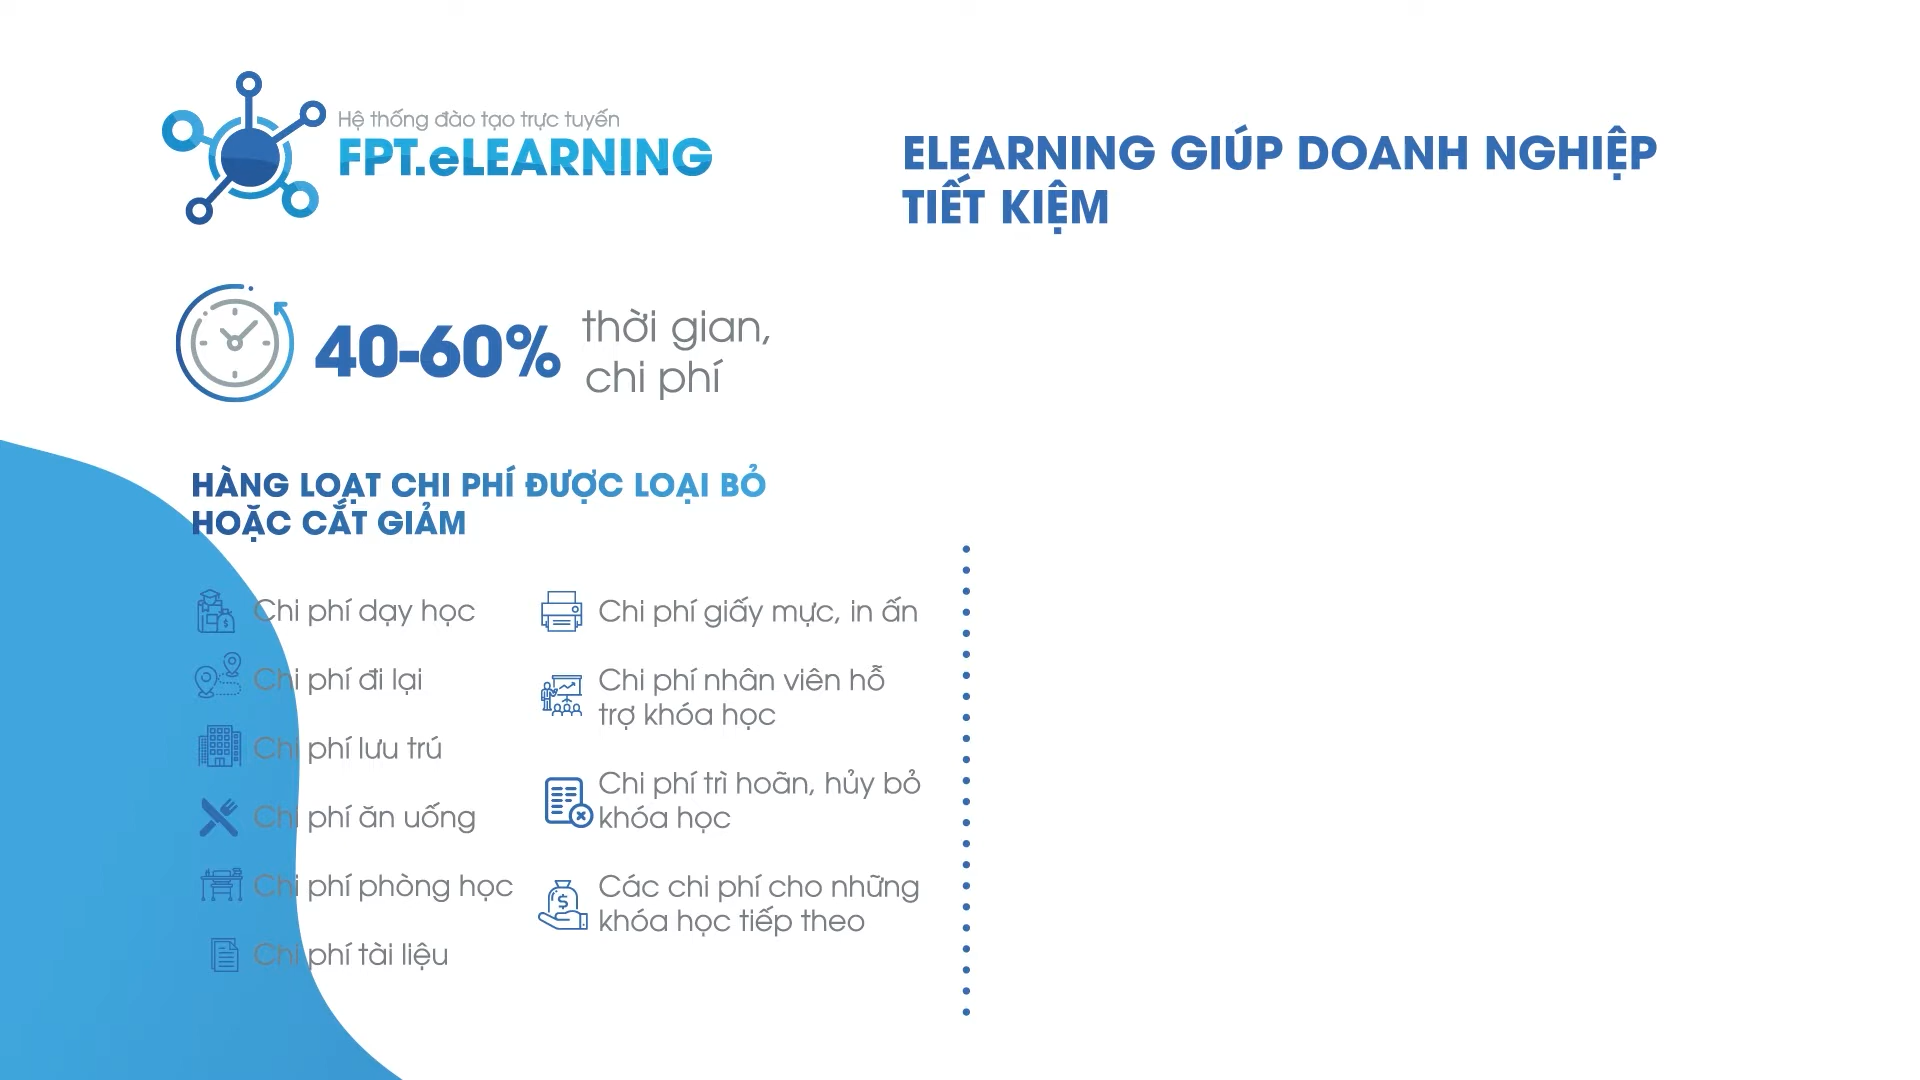 Hệ thống đào tạo trực tuyến
FPT.eLEARNING
ELEARNING GIÚP DOANH NGHIỆP
TIẾT KIỆM
40-60%
thời gian,
chi phí
HÀNG LOẠT CHI PHÍ ĐƯỢC LOẠI BỎ
HOẶC CẮT GIẢM
Chi phí dạy học
Chi phí đi lại
Chi phí lưu trú
Chi phí ăn uống
Chi phí phòng học
Chi phí tài liệu
Chi phí giấy mực, in ấn
Chi phí nhân viên hỗ
trợ khóa học
Chi phí trì hoãn, hủy bỏ
khóa học
Các chi phí cho những
khóa học tiếp theo